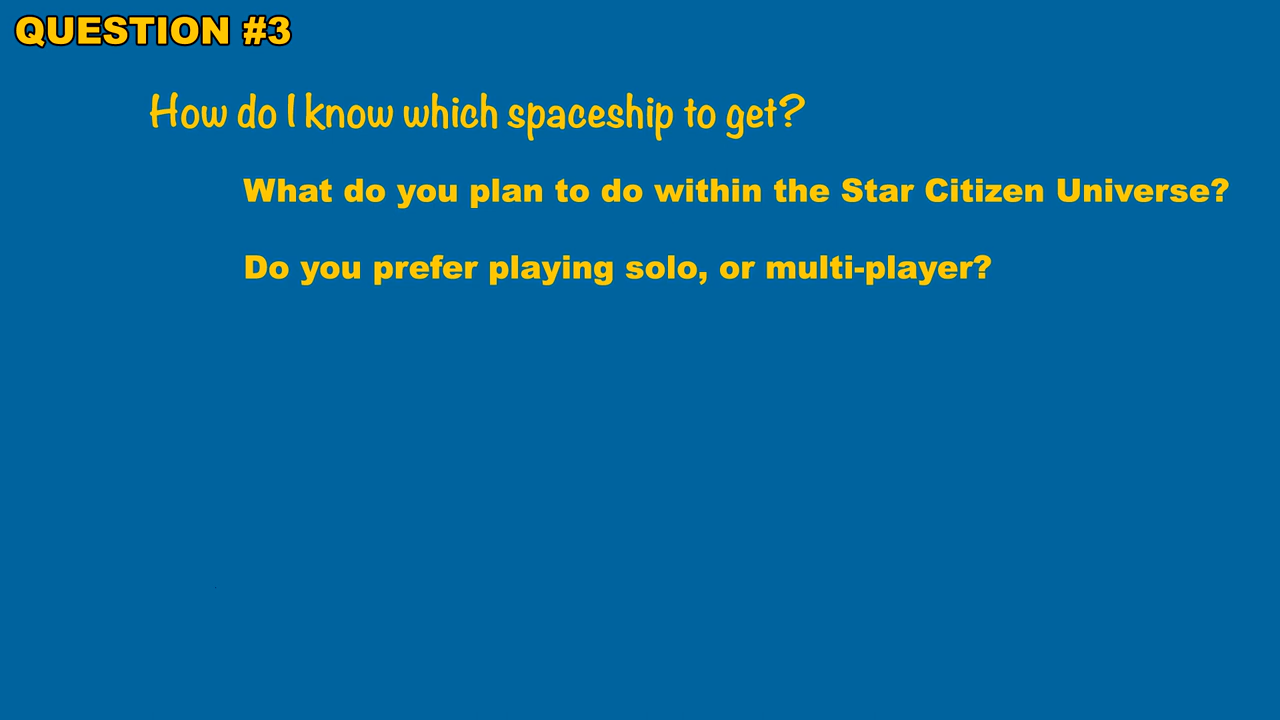 QUESTION #3
How do I know which spaceship to get?
What do you plan to do within the Star Citizen Universe?
Do you prefer playing solo, or multi-player?